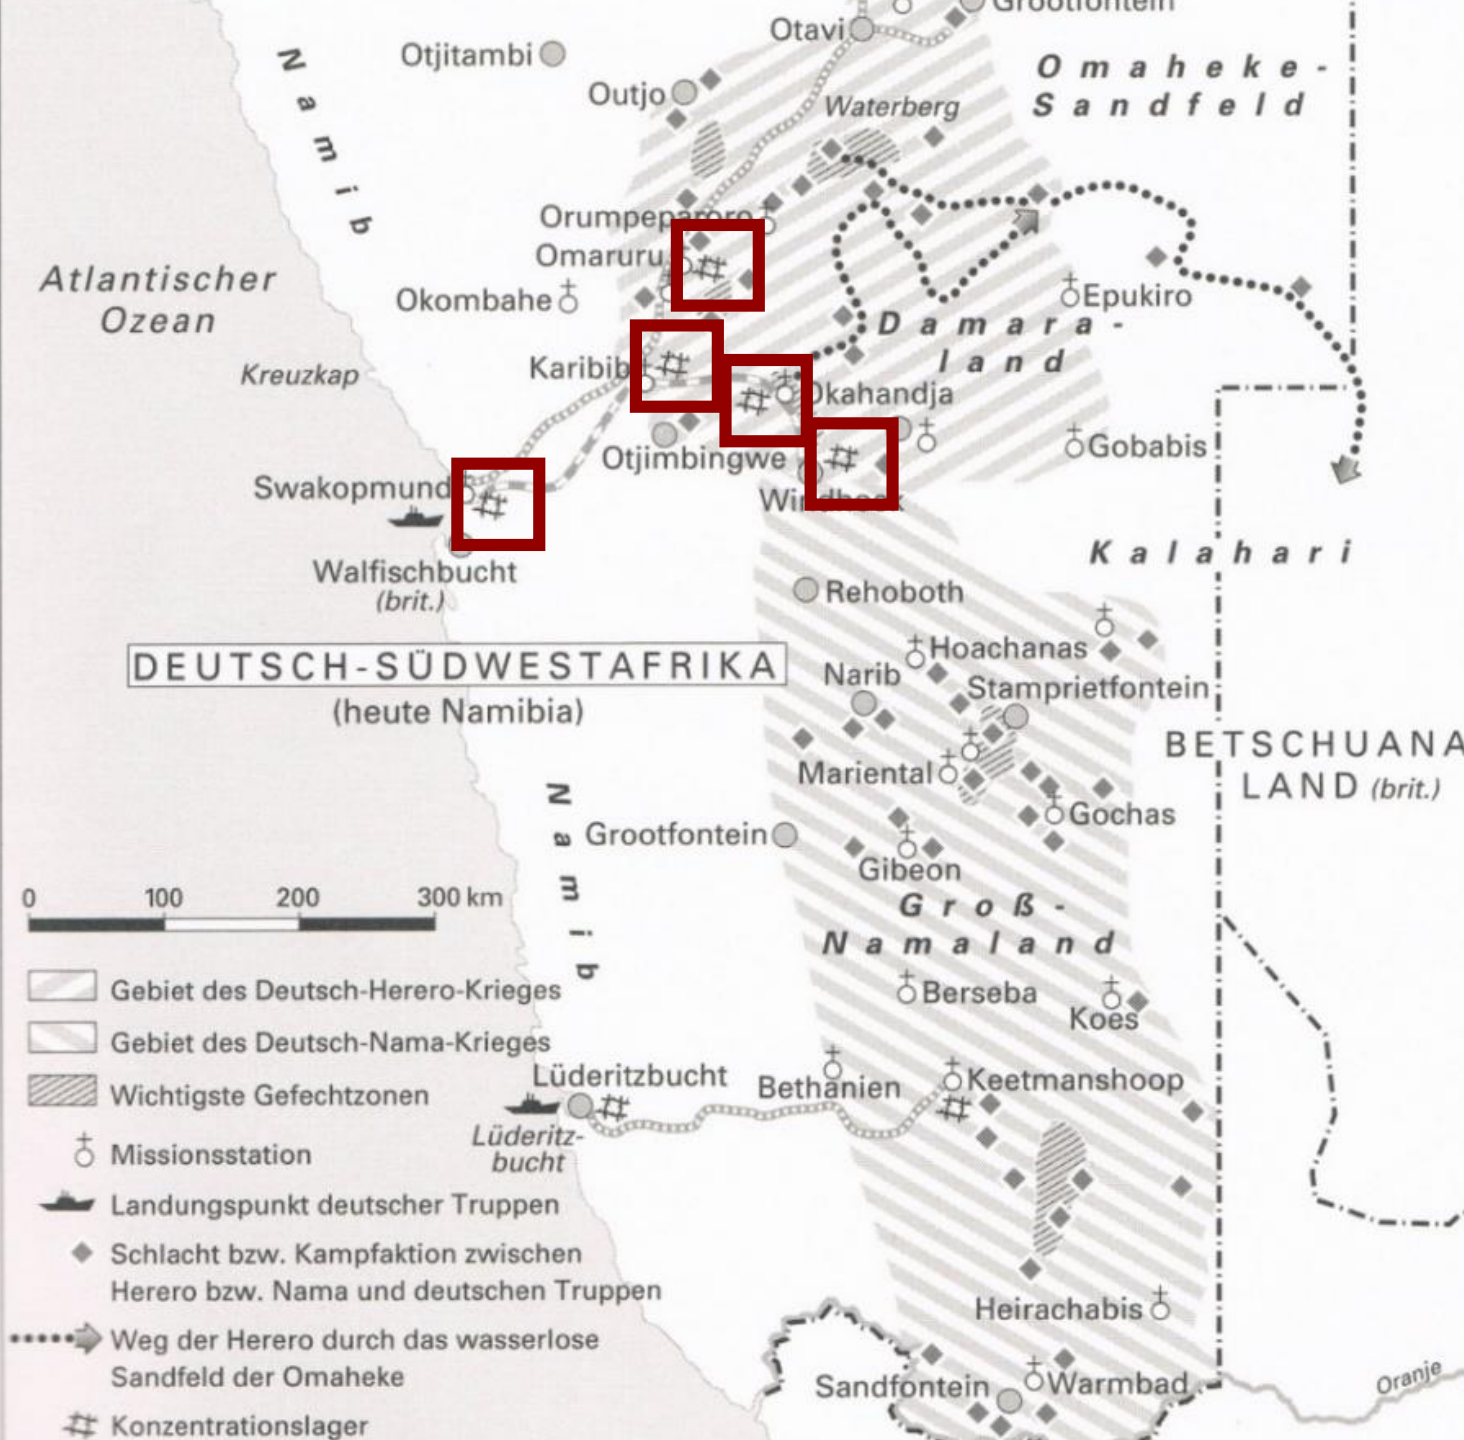 Grootfontein
Otavi
Otjitambi
Omaheke-
Sandfeld
Outjo
Waterberg
Namib
Orumpeparoro
Omaruru
Atlantischer
Ozean
Okombahe
Epukiro
Damara-
land
Kreuzkap
Karibib
Okahandja
Gobabis
Otjimbingwe
Swakopmund
Windhoek
Kalahari
Walfischbucht
(brit.)
Rehoboth
DEUTSCH-SÜDWESTAFRIKA
(heute Namibia)
Hoachanas
Narib
Stamprietfontein
BETSCHUANA
LAND (brit.)
Mariental
Namib
Gochas
Grootfontein
Gibeon
0 100 200 300 km
Groß-
Namaland
Gebiet des Deutsch-Herero-Krieges
Berseba
Koes
Gebiet des Deutsch-Nama-Krieges
Lüderitzbucht
Bethanien
Keetmanshoop
Wichtigste Gefechtzonen
Lüderitz-
bucht
Missionsstation
Landungspunkt deutscher Truppen
Schlacht bzw. Kampfaktion zwischen
Herero bzw. Nama und deutschen Truppen
Heirachabis
Weg der Herero durch das wasserlose
Sandfeld der Omaheke
Sandfontein
Warmbad
Oranje
Konzentrationslager